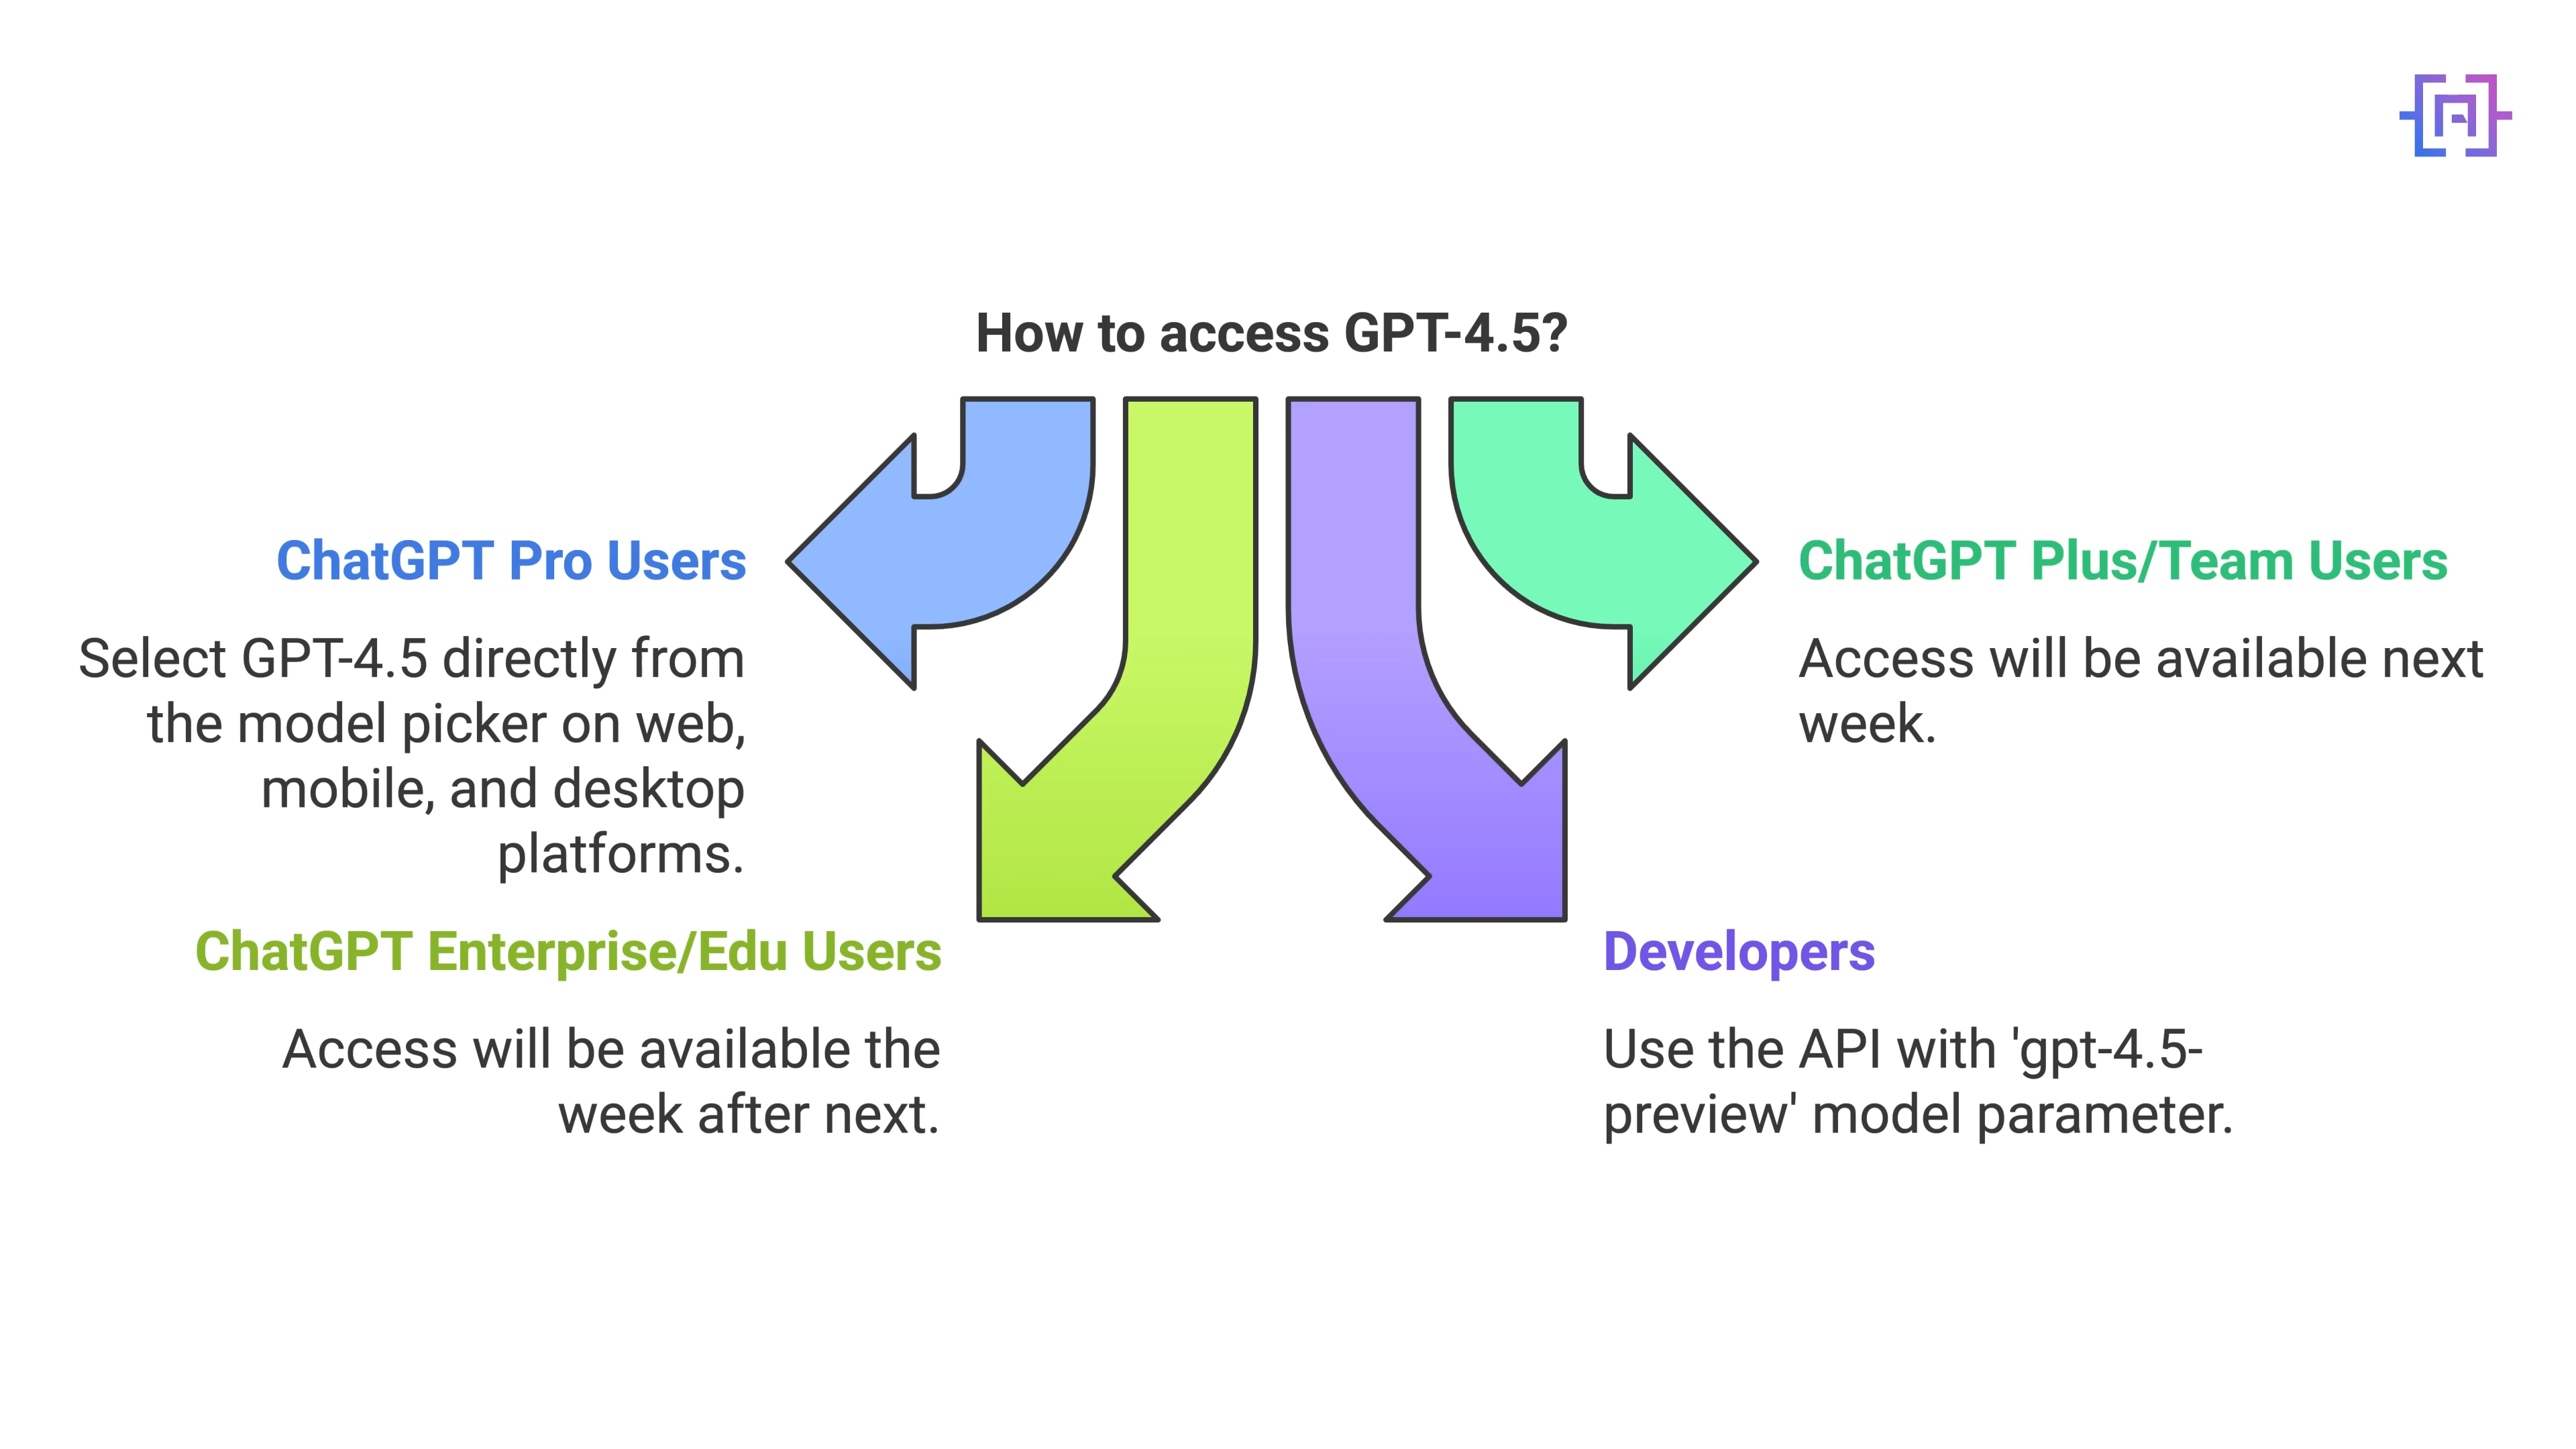 How to access GPT-4.5?
ChatGPT Pro Users
Select GPT-4.5 directly from
the model picker on web,
mobile, and desktop
platforms.
ChatGPT Plus/Team Users
Access will be available next
week.
ChatGPT Enterprise/Edu Users
Access will be available the
week after next.
Developers
Use the API with 'gpt-4.5-
preview' model parameter.